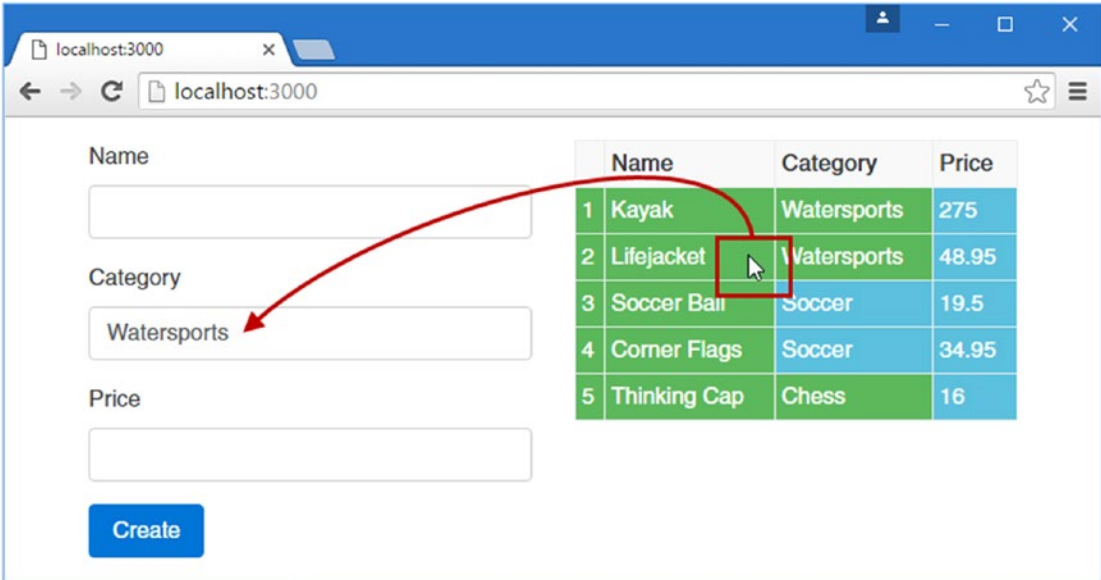 localhost:3000
localhost:3000
Name
Category
Watersports
Price
Create
Name Category Price
1 Kayak Watersports 275
2 Lifejacket Watersports 48.95
3 Soccer Ball Soccer 19.5
4 Corner Flags Soccer 34.95
5 Thinking Cap Chess 16